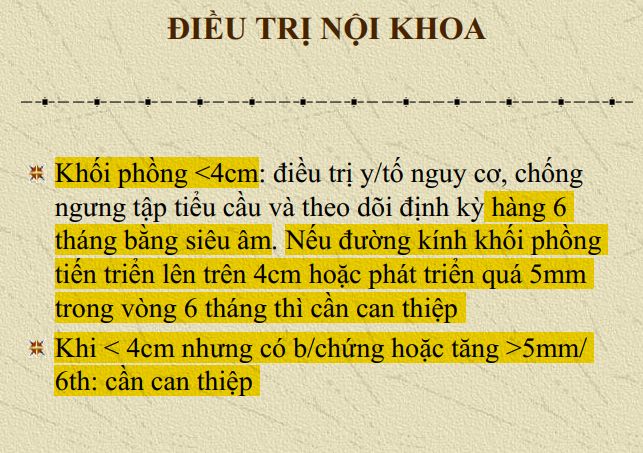 ĐIỀU TRỊ NỘI KHOA
Khối phồng <4cm: điều trị y/tố nguy cơ, chống
ngưng tập tiểu cầu và theo dõi định kỳ hàng 6
tháng bằng siêu âm. Nếu đường kính khối phồng
tiến triển lên trên 4cm hoặc phát triển quá 5mm
trong vòng 6 tháng thì cần can thiệp
Khi < 4cm nhưng có b/chứng hoặc tăng >5mm/
6th: cần can thiệp